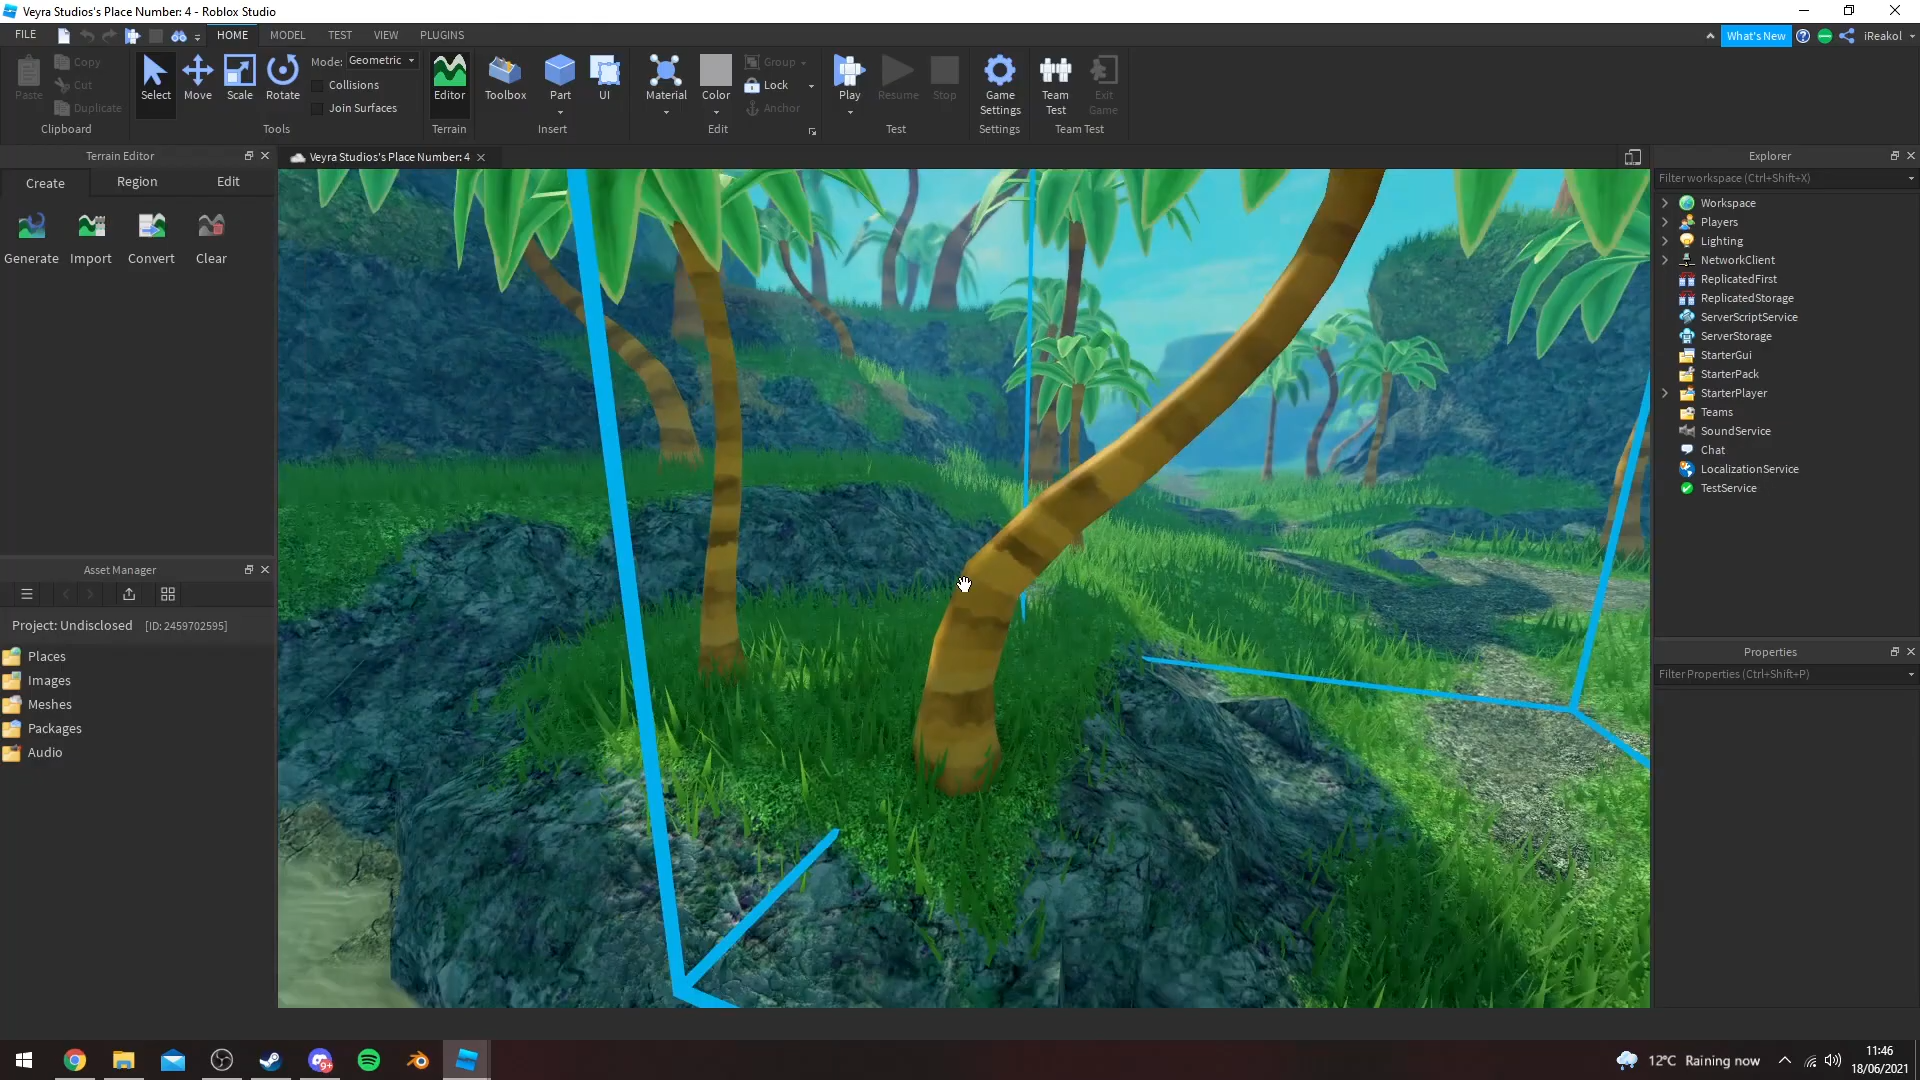 Veyra Studios's Place Number: 4 - Roblox Studio
FILE HOME MODEL TEST VIEW PLUGINS What's New iReakol
Paste Copy Cut Duplicate Clipboard
Select Move Scale Rotate Mode: Geometric Collisions Join Surfaces Tools
Editor Terrain
Toolbox Part UI Insert
Material Color Group Lock Anchor Edit
Play Resume Stop Test
Game Settings Settings
Team Test Exit Game Team Test
Terrain Editor
Veyra Studios's Place Number: 4
Create Region Edit
Generate Import Convert Clear
Asset Manager
Project: Undisclosed [ID: 2459702595]
Places
Images
Meshes
Packages
Audio
Explorer
Filter workspace (Ctrl+Shift+X)
Workspace
Players
Lighting
NetworkClient
ReplicatedFirst
ReplicatedStorage
ServerScriptService
ServerStorage
StarterGui
StarterPack
StarterPlayer
Teams
SoundService
Chat
LocalizationService
TestService
Properties
Filter Properties (Ctrl+Shift+P)
9+
12°C Raining now
11:46
18/06/2021